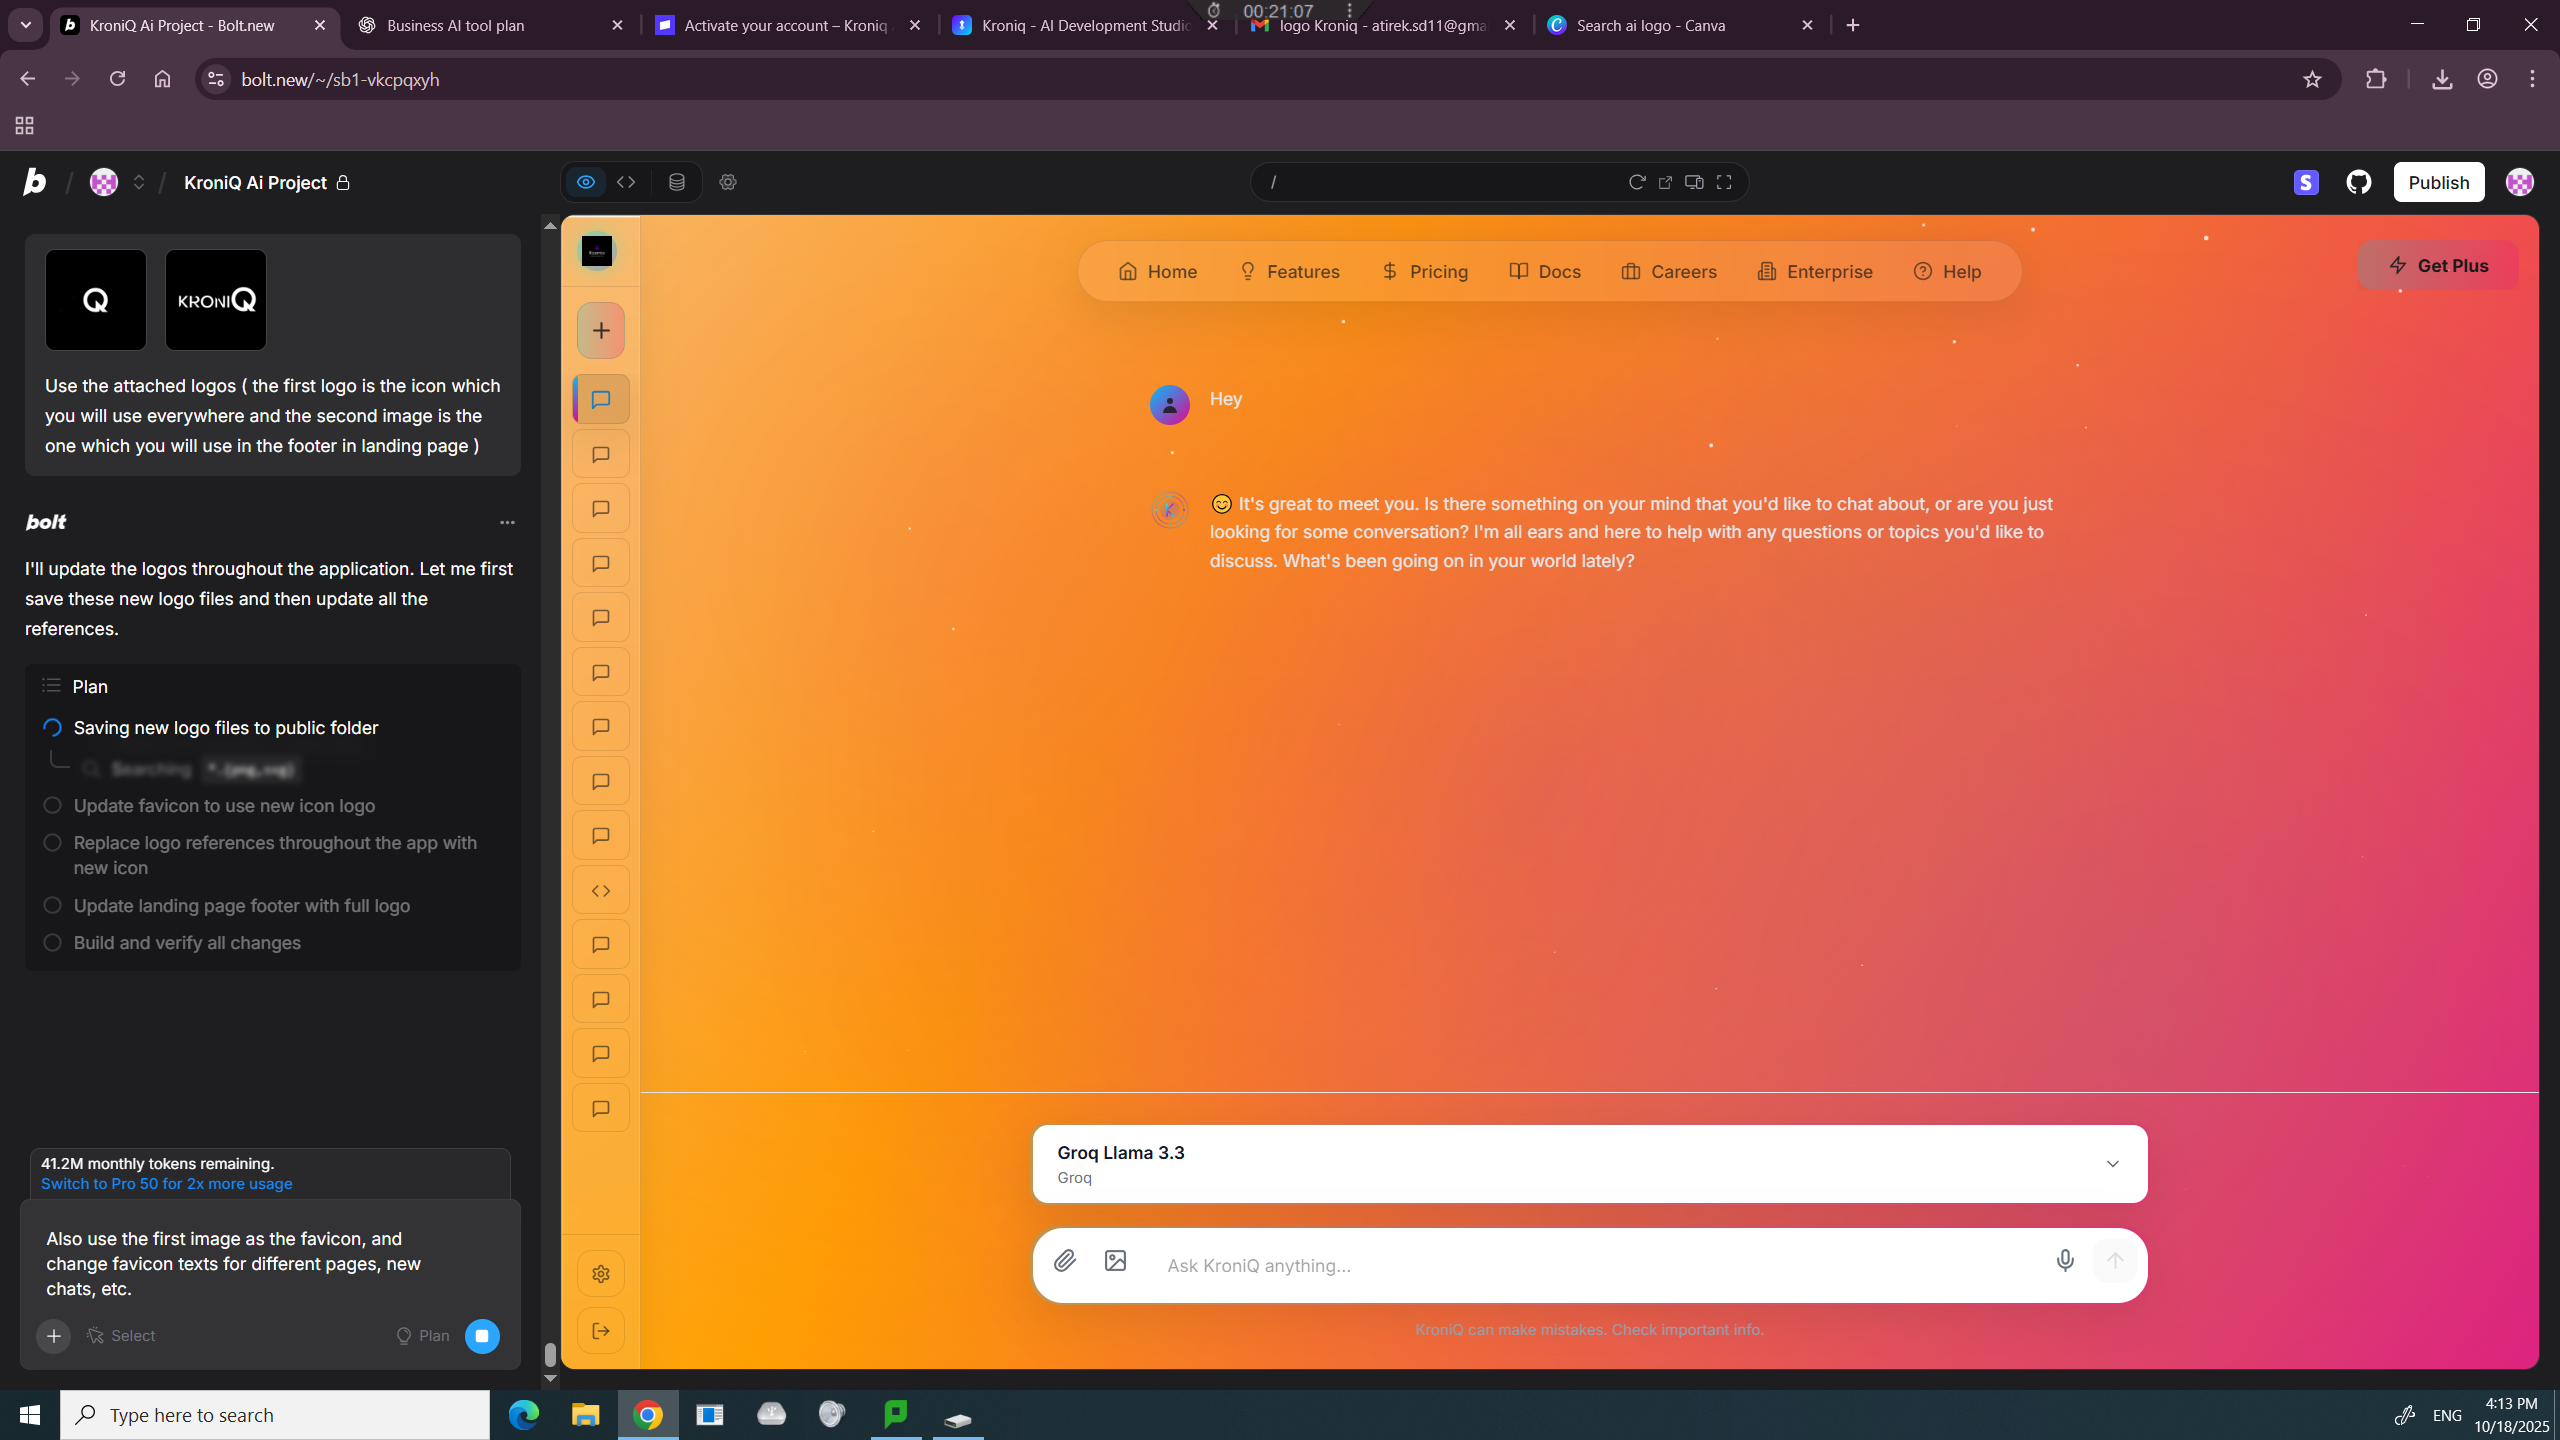 00:21:07
KroniQ Ai Project - Bolt.new
Business AI tool plan
Activate your account – Kroniq
Kroniq - AI Development Studio
logo Kroniq - atirek.sd11@gma
Search ai logo - Canva
bolt.new/~/sb1-vkcpqxyh
b / / KroniQ Ai Project
/
S
Publish
Q
KRONIQ
Use the attached logos ( the first logo is the icon which
you will use everywhere and the second image is the
one which you will use in the footer in landing page )
bolt
I'll update the logos throughout the application. Let me first
save these new logo files and then update all the
references.
Plan
Saving new logo files to public folder
Searching
Update favicon to use new icon logo
Replace logo references throughout the app with
new icon
Update landing page footer with full logo
Build and verify all changes
41.2M monthly tokens remaining.
Switch to Pro 50 for 2x more usage
Also use the first image as the favicon, and
change favicon texts for different pages, new
chats, etc.
Select
Plan
Home
Features
Pricing
Docs
Careers
Enterprise
Help
Get Plus
Hey
K
😊 It's great to meet you. Is there something on your mind that you'd like to chat about, or are you just
looking for some conversation? I'm all ears and here to help with any questions or topics you'd like to
discuss. What's been going on in your world lately?
Groq Llama 3.3
Groq
Ask KroniQ anything...
KroniQ can make mistakes. Check important info.
Type here to search
ENG
4:13 PM
10/18/2025